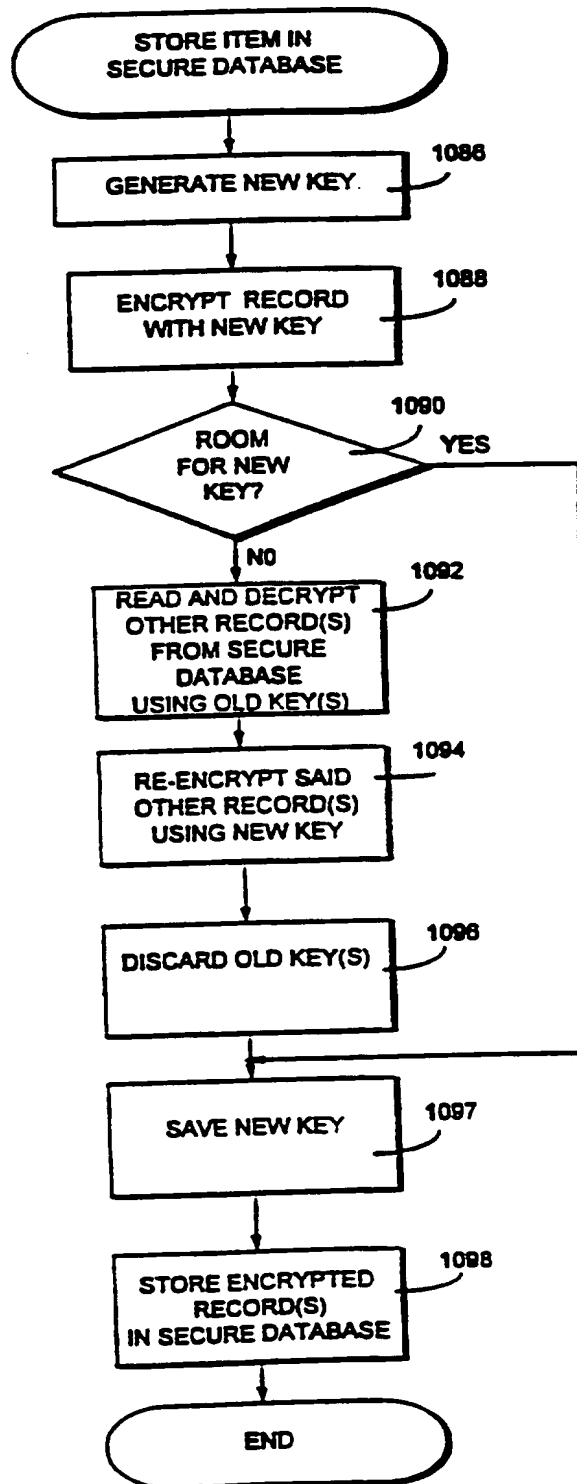 STORE ITEM IN
SECURE DATABASE
1086
GENERATE NEW KEY
1088
ENCRYPT RECORD
WITH NEW KEY
1090
ROOM
FOR NEW
KEY?
YES
NO
1092
READ AND DECRYPT
OTHER RECORD(S)
FROM SECURE
DATABASE
USING OLD KEY(S)
1094
RE-ENCRYPT SAID
OTHER RECORD(S)
USING NEW KEY
1096
DISCARD OLD KEY(S)
SAVE NEW KEY
1097
1098
STORE ENCRYPTED
RECORD(S)
IN SECURE DATABASE
END